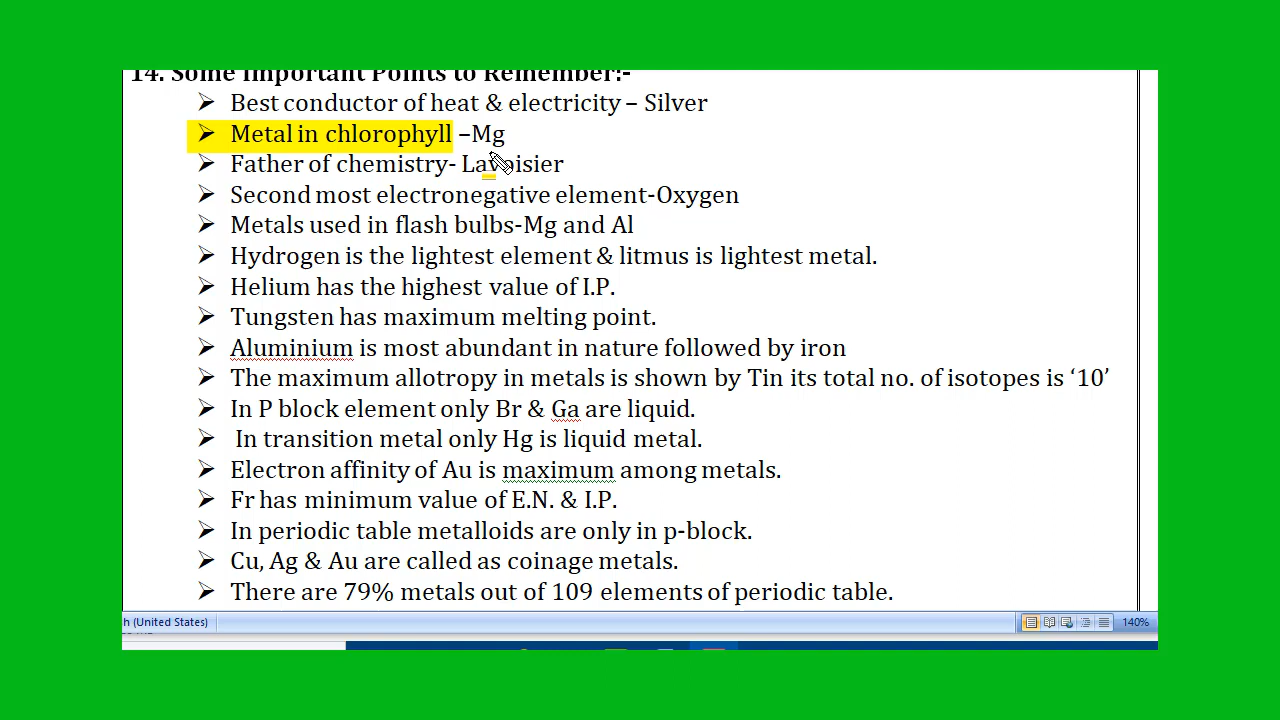 14. Some Important Points to Remember:-
➢ Best conductor of heat & electricity – Silver
➢ Metal in chlorophyll –Mg
➢ Father of chemistry- Lavoisier
➢ Second most electronegative element-Oxygen
➢ Metals used in flash bulbs-Mg and Al
➢ Hydrogen is the lightest element & litmus is lightest metal.
➢ Helium has the highest value of I.P.
➢ Tungsten has maximum melting point.
➢ Aluminium is most abundant in nature followed by iron
➢ The maximum allotropy in metals is shown by Tin its total no. of isotopes is ‘10’
➢ In P block element only Br & Ga are liquid.
➢ In transition metal only Hg is liquid metal.
➢ Electron affinity of Au is maximum among metals.
➢ Fr has minimum value of E.N. & I.P.
➢ In periodic table metalloids are only in p-block.
➢ Cu, Ag & Au are called as coinage metals.
➢ There are 79% metals out of 109 elements of periodic table.
h (United States) 140%